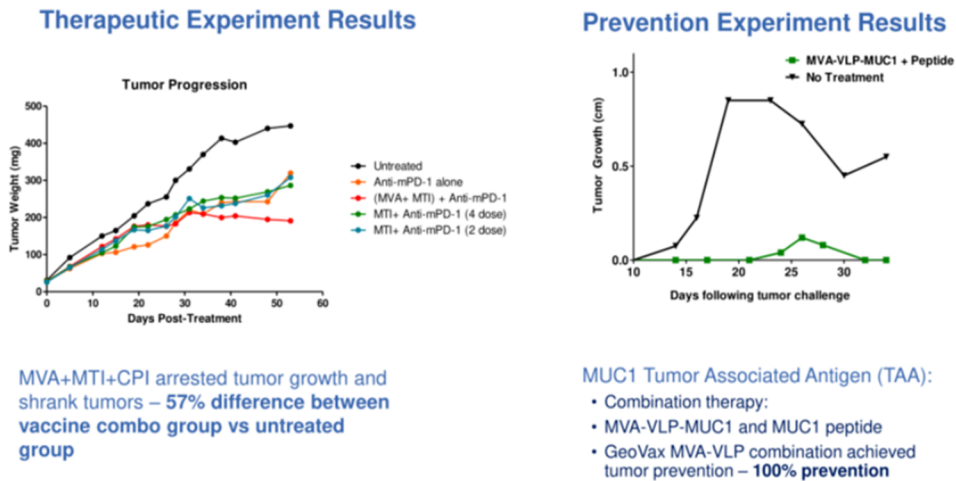 Therapeutic Experiment Results
Tumor Progression
Tumor Weight (mg)
500
400
300
200
100
0
0 10 20 30 40 50 60
Days Post-Treatment
Untreated
Anti-mPD-1 alone
(MVA+ MTI) + Anti-mPD-1
MTI+ Anti-mPD-1 (4 dose)
MTI+ Anti-mPD-1 (2 dose)
MVA+MTI+CPI arrested tumor growth and
shrank tumors – 57% difference between
vaccine combo group vs untreated
group
Prevention Experiment Results
MVA-VLP-MUC1 + Peptide
No Treatment
Tumor Growth (cm)
1.0
0.5
0.0
10 15 20 25 30
Days following tumor challenge
MUC1 Tumor Associated Antigen (TAA):
• Combination therapy:
• MVA-VLP-MUC1 and MUC1 peptide
• GeoVax MVA-VLP combination achieved
tumor prevention – 100% prevention